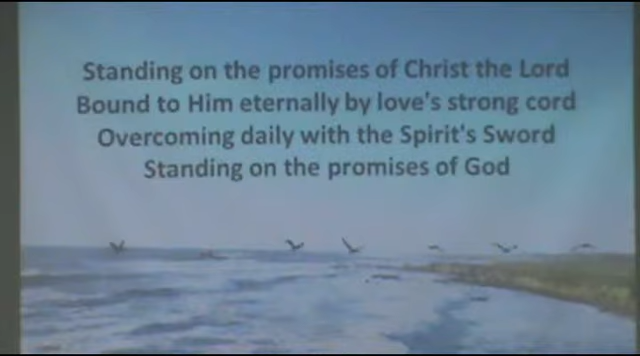 Standing on the promises of Christ the Lord
Bound to Him eternally by love's strong cord
Overcoming daily with the Spirit's Sword
Standing on the promises of God